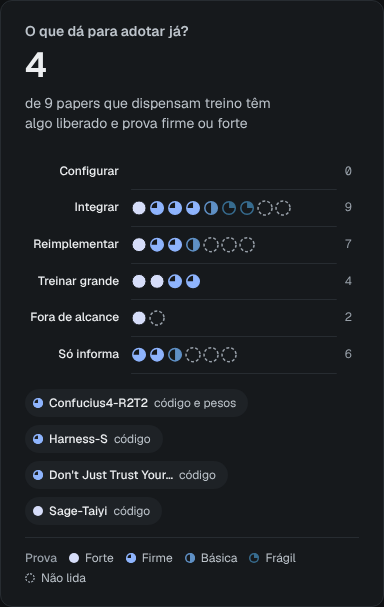 O que dá para adotar já?
4
de 9 papers que dispensam treino têm
algo liberado e prova firme ou forte
Configurar 0
Integrar 9
Reimplementar 7
Treinar grande 4
Fora de alcance 2
Só informa 6
Confucius4-R2T2 código e pesos
Harness-S código
Don't Just Trust Your... código
Sage-Taiyi código
Prova Forte Firme Básica Frágil
Não lida